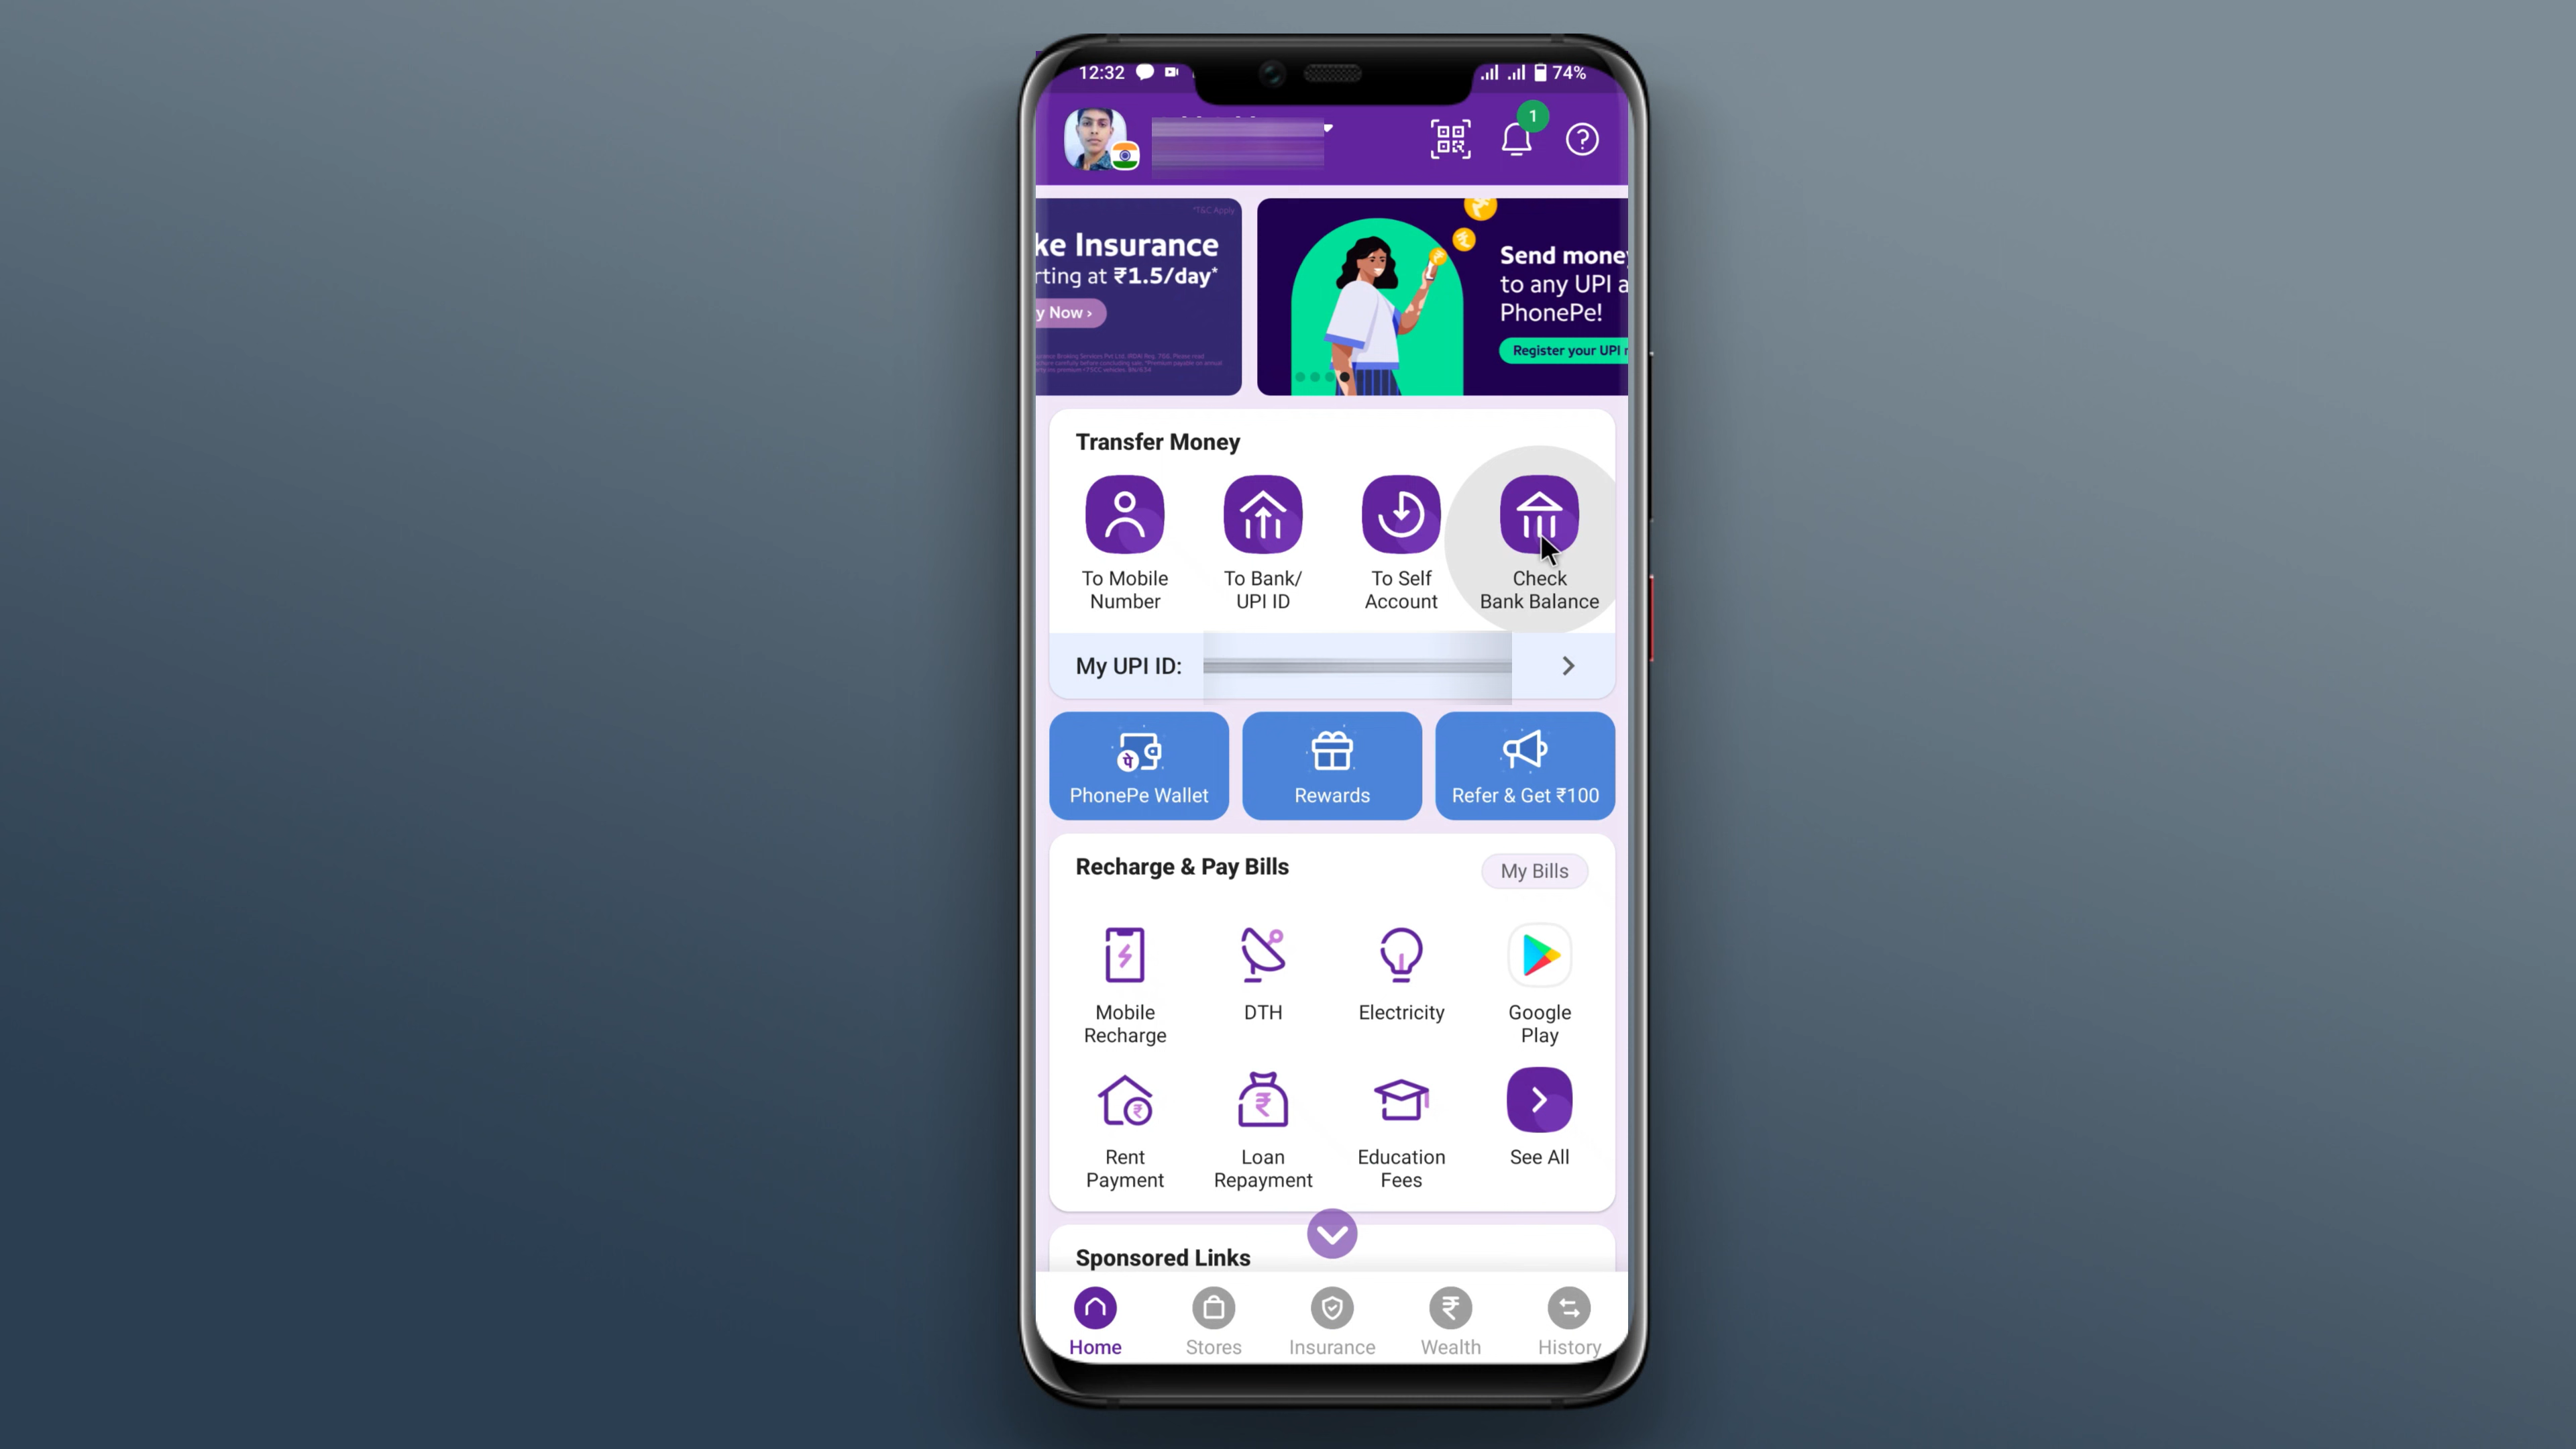 12:32
74%
1
*T&C Apply
ke Insurance
rting at ₹1.5/day*
y Now ›
Send money
to any UPI a
PhonePe!
Register your UPI
Transfer Money
To Mobile
Number
To Bank/
UPI ID
To Self
Account
Check
Bank Balance
My UPI ID:
पे
PhonePe Wallet
Rewards
Refer & Get ₹100
Recharge & Pay Bills
My Bills
Mobile
Recharge
DTH
Electricity
Google
Play
Rent
Payment
Loan
Repayment
Education
Fees
See All
Sponsored Links
Home
Stores
Insurance
Wealth
History